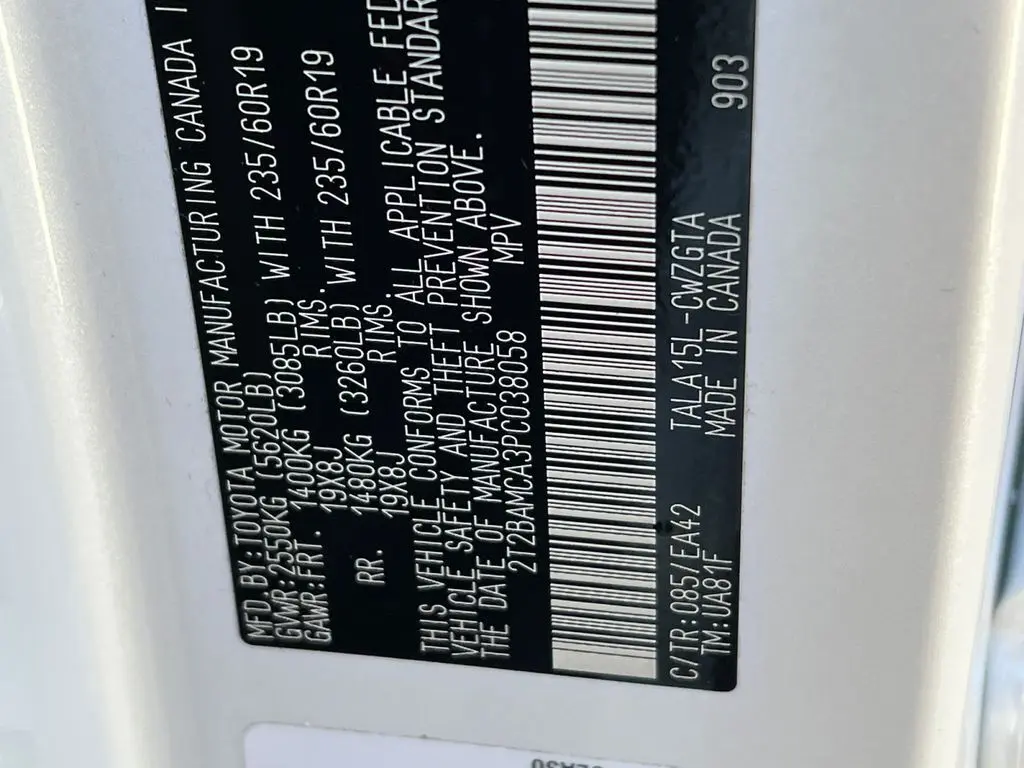 MFD. BY:TOYOTA MOTOR MANUFACTURING CANADA
GVWR:2550KG (5620LB)
GAWR:FRT. 1400KG (3085LB) WITH 235/60R19
19X8J RIMS.
RR. 1480KG (3260LB) WITH 235/60R19
19X8J RIMS.
THIS VEHICLE CONFORMS TO ALL APPLICABLE FED
VEHICLE SAFETY AND THEFT PREVENTION STANDAR
THE DATE OF MANUFACTURE SHOWN ABOVE.
2T2BAMCA3PC038058 MPV
C/TR:085/EA42 TALA15L-CWZGTA 903
TM:UA81F MADE IN CANADA